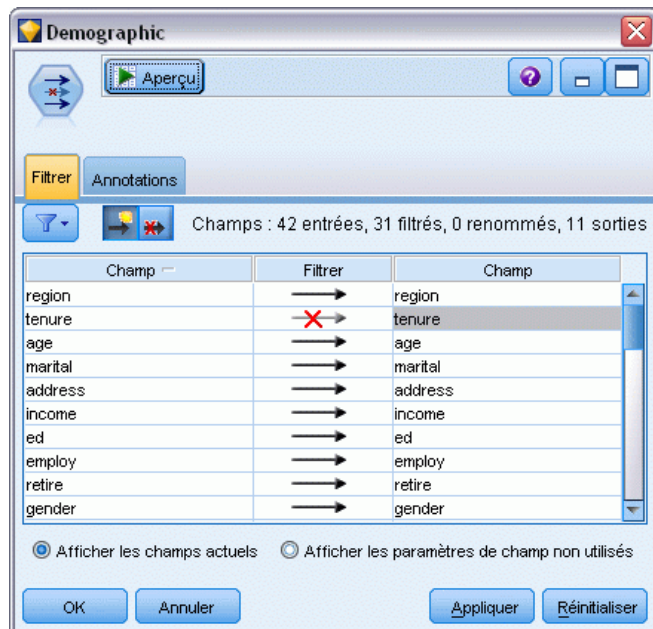 Demographic
Aperçu
Filtrer Annotations
Champs : 42 entrées, 31 filtrés, 0 renommés, 11 sorties
Champ Filtrer Champ
region region
tenure tenure
age age
marital marital
address address
income income
ed ed
employ employ
retire retire
gender gender
Afficher les champs actuels Afficher les paramètres de champ non utilisés
OK Annuler Appliquer Réinitialiser